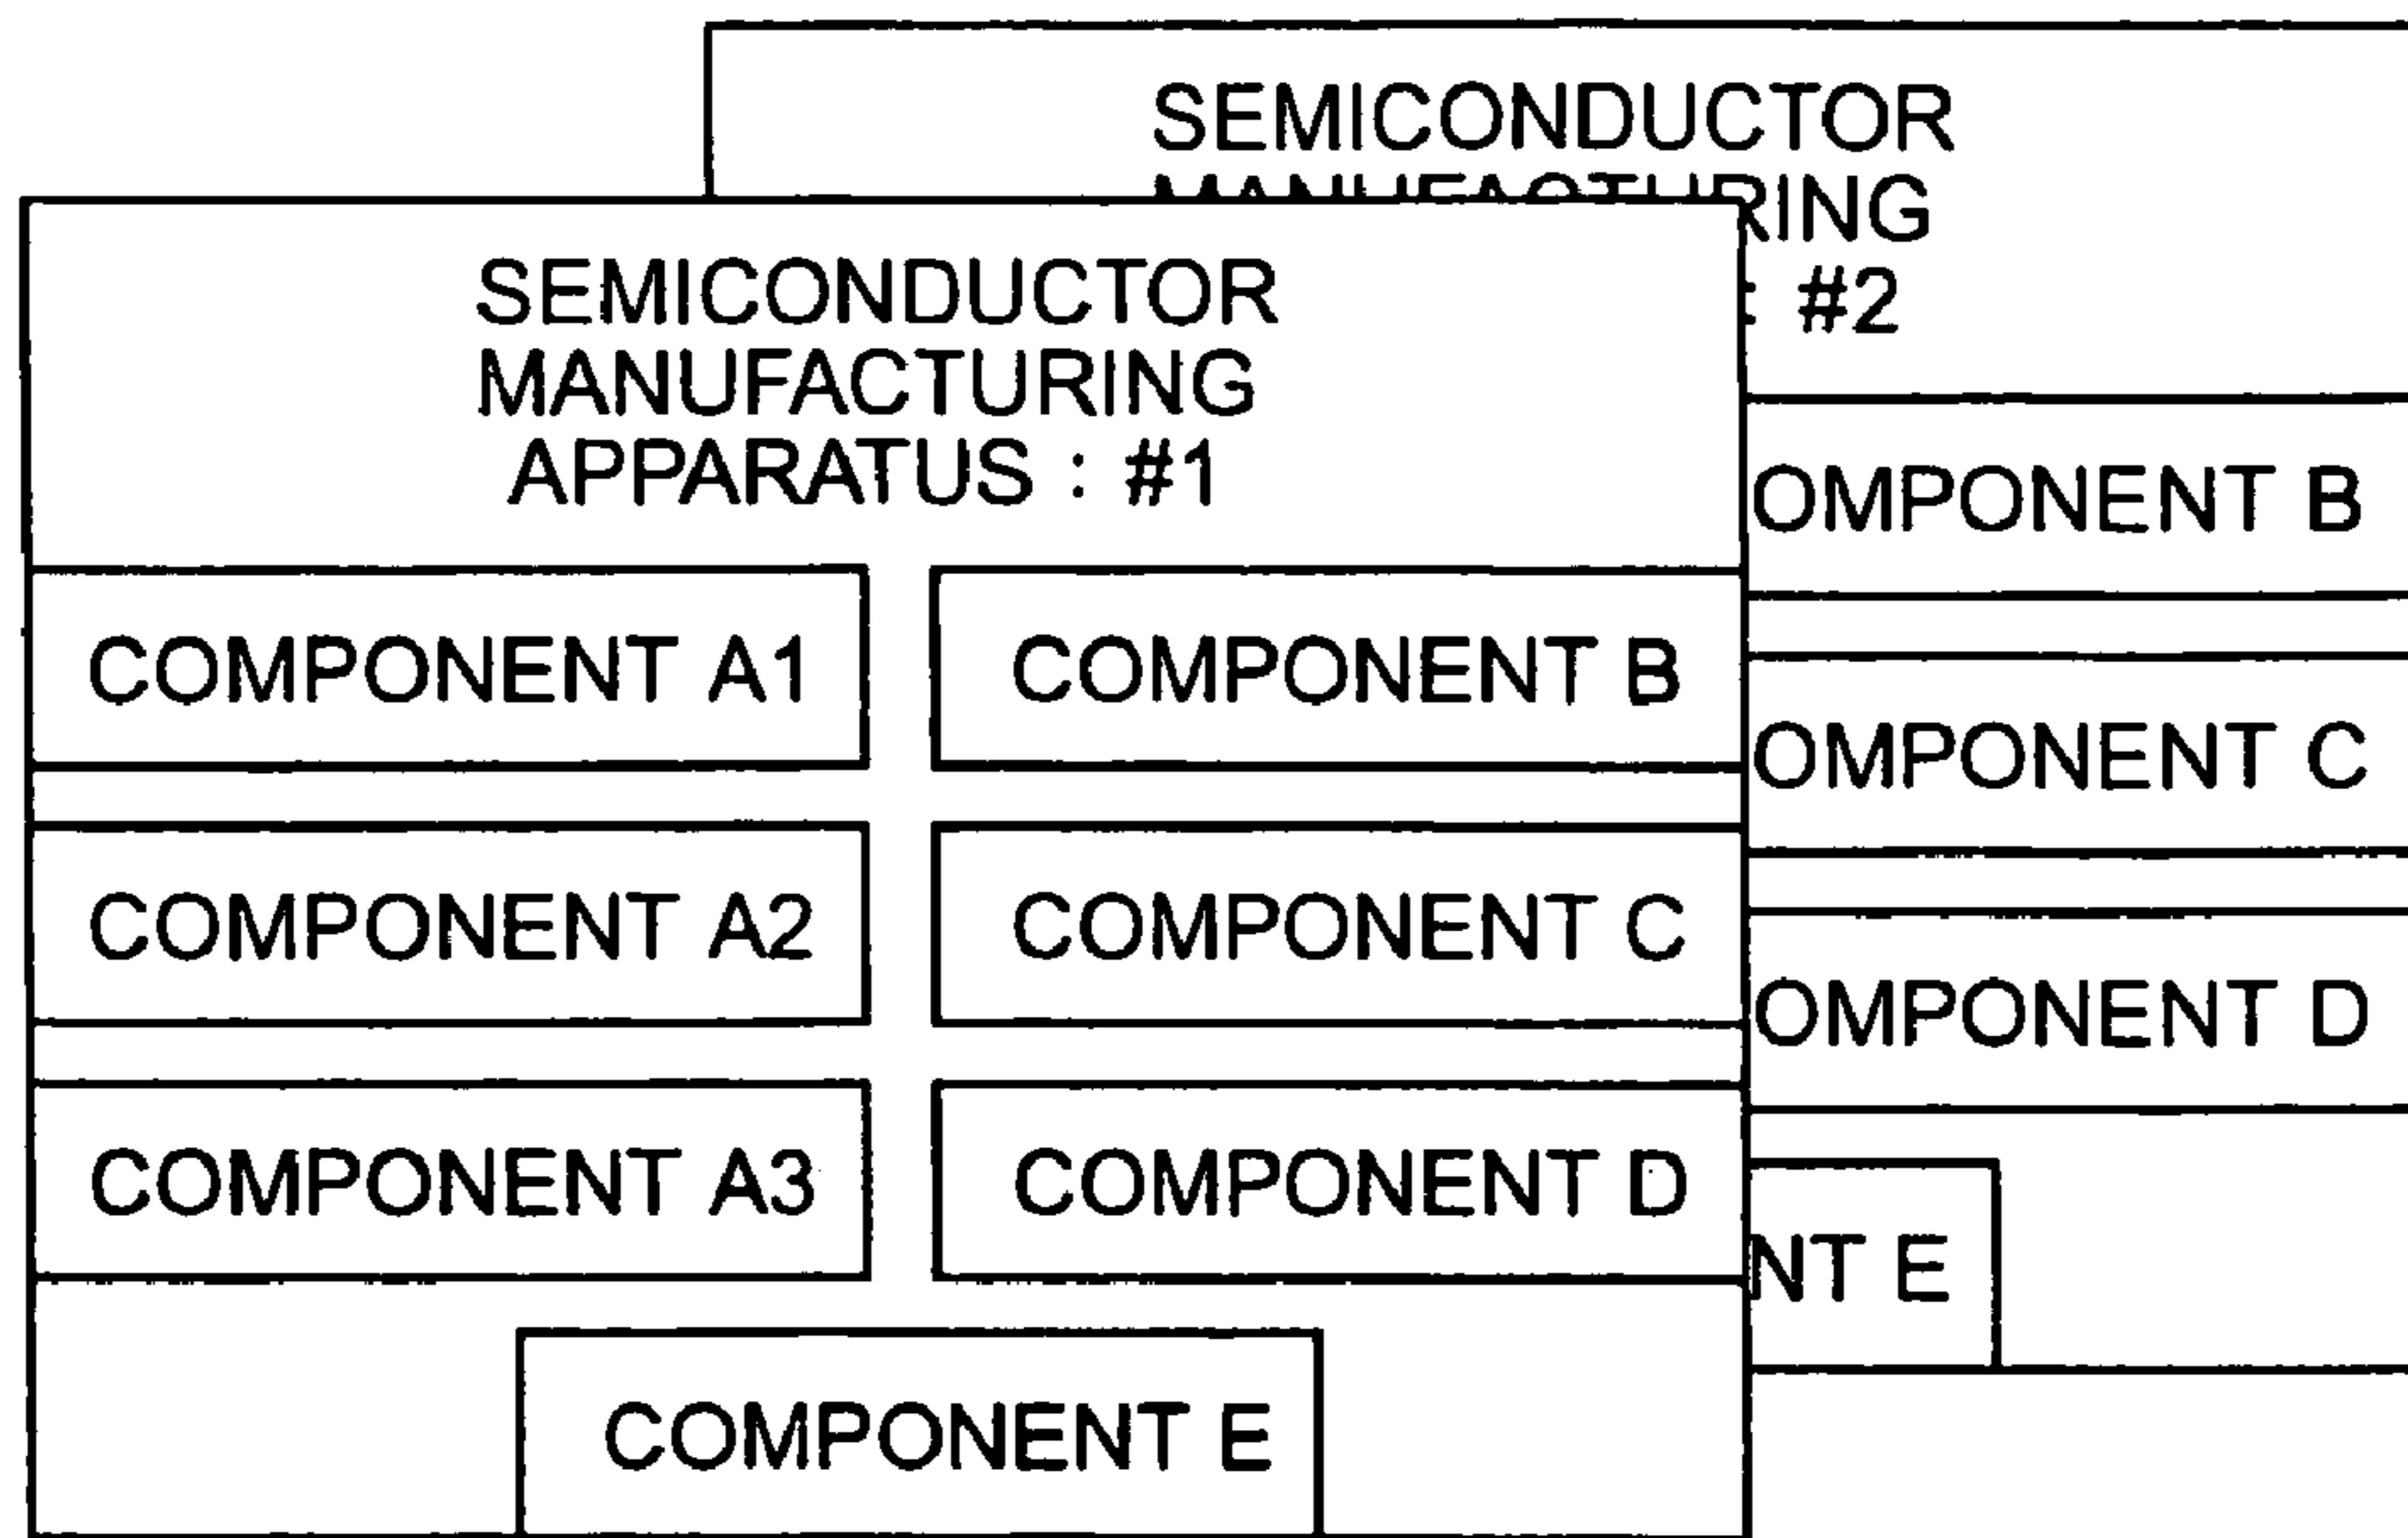 SEMICONDUCTOR
MANUFACTURING
: #2
SEMICONDUCTOR
MANUFACTURING
APPARATUS : #1
COMPONENT A1
COMPONENT B
COMPONENT A2
COMPONENT C
COMPONENT A3
COMPONENT D
COMPONENT E
OMPONENT B
OMPONENT C
OMPONENT D
NT E